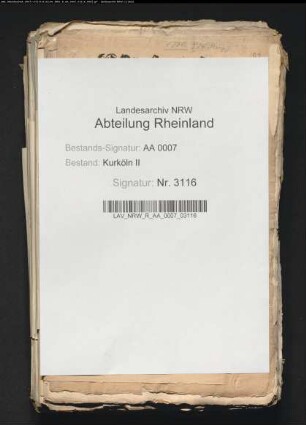 Landesarchiv NRW
Abteilung Rheinland
Bestands-Signatur: AA 0007
Bestand: Kurköln II
Signatur: Nr. 3116
LAV_NRW_R_AA_0007_03116